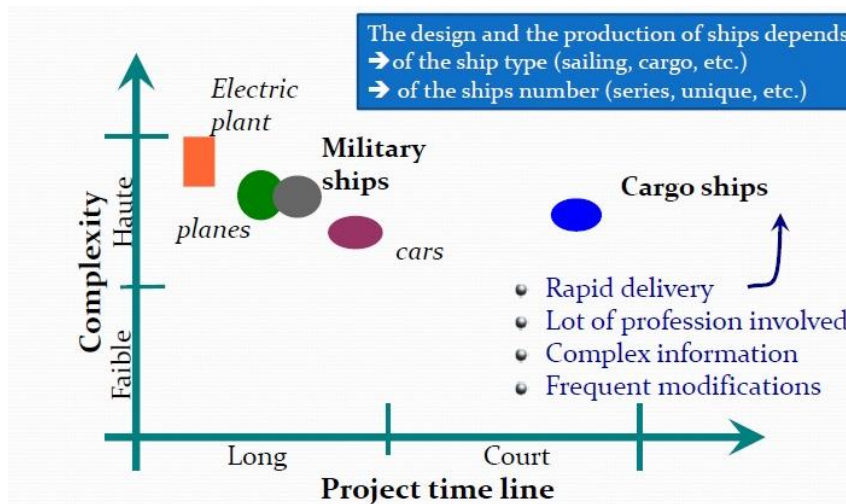 The design and the production of ships depends
➔ of the ship type (sailing, cargo, etc.)
➔ of the ships number (series, unique, etc.)
Electric
plant
Military
ships
Cargo ships
planes
cars
Complexity
Haute
Faible
Rapid delivery
Lot of profession involved
Complex information
Frequent modifications
Long
Court
Project time line